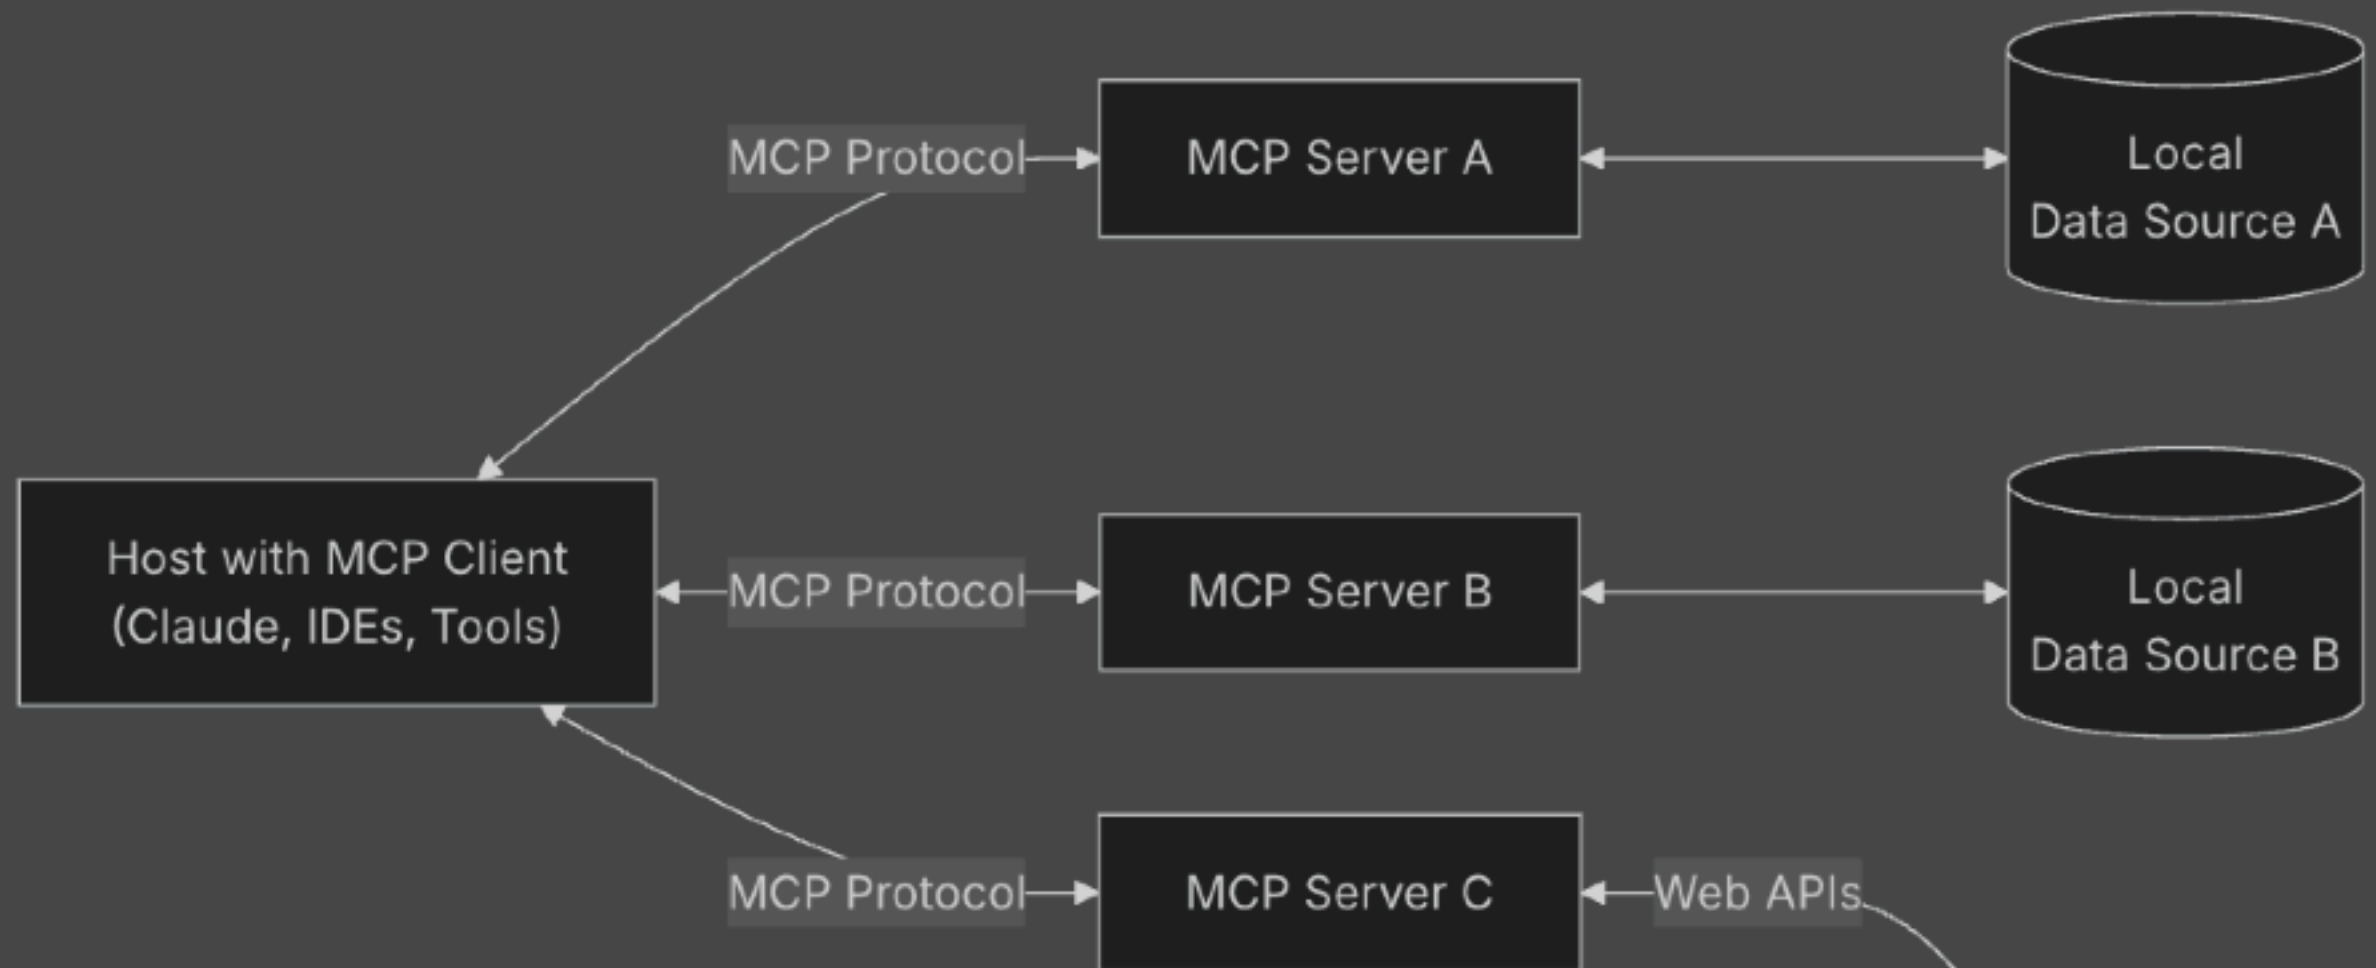 MCP Protocol
MCP Server A
Local
Data Source A
Host with MCP Client
(Claude, IDEs, Tools)
MCP Protocol
MCP Server B
Local
Data Source B
MCP Protocol
MCP Server C
Web APIs